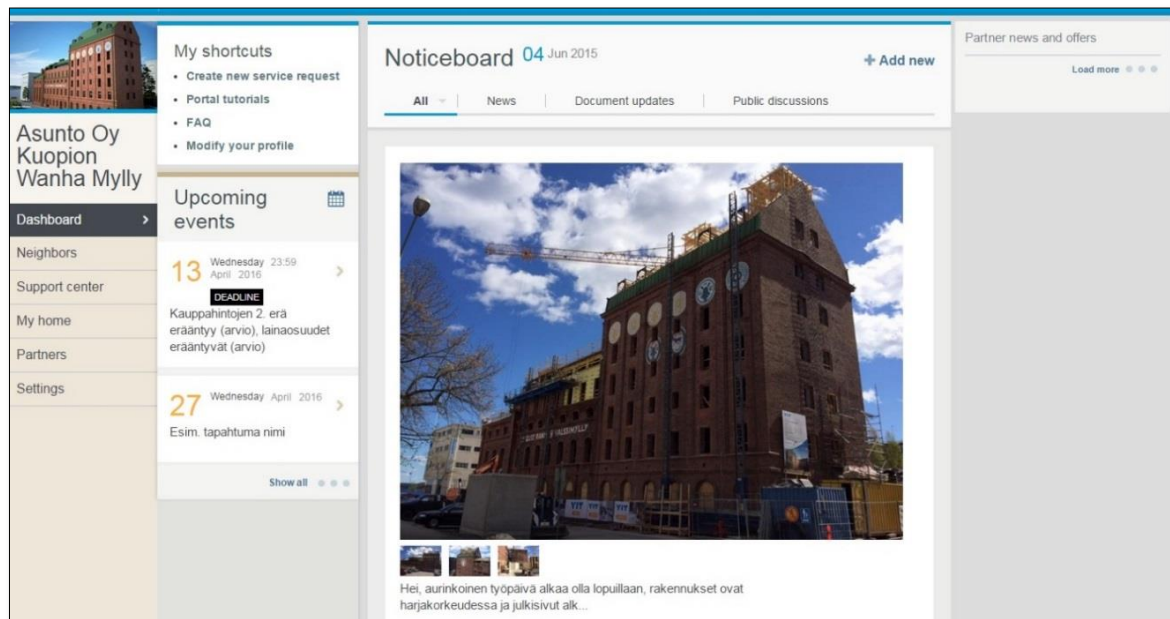 Asunto Oy
Kuopion
Wanha Mylly
Dashboard
Neighbors
Support center
My home
Partners
Settings
My shortcuts
• Create new service request
• Portal tutorials
• FAQ
• Modify your profile
Upcoming
events
13 Wednesday 23:59
April 2016
DEADLINE
Kauppahintojen 2. erä
erääntyy (arvio), lainaosuudet
erääntyvät (arvio)
27 Wednesday April 2016
Esim. tapahtuma nimi
Show all
Noticeboard 04 Jun 2015
+ Add new
All
News
Document updates
Public discussions
YIT
YIT
Hei, aurinkoinen työpäivä alkaa olla lopuillaan, rakennukset ovat
harjakorkeudessa ja julkisivut alk...
Partner news and offers
Load more